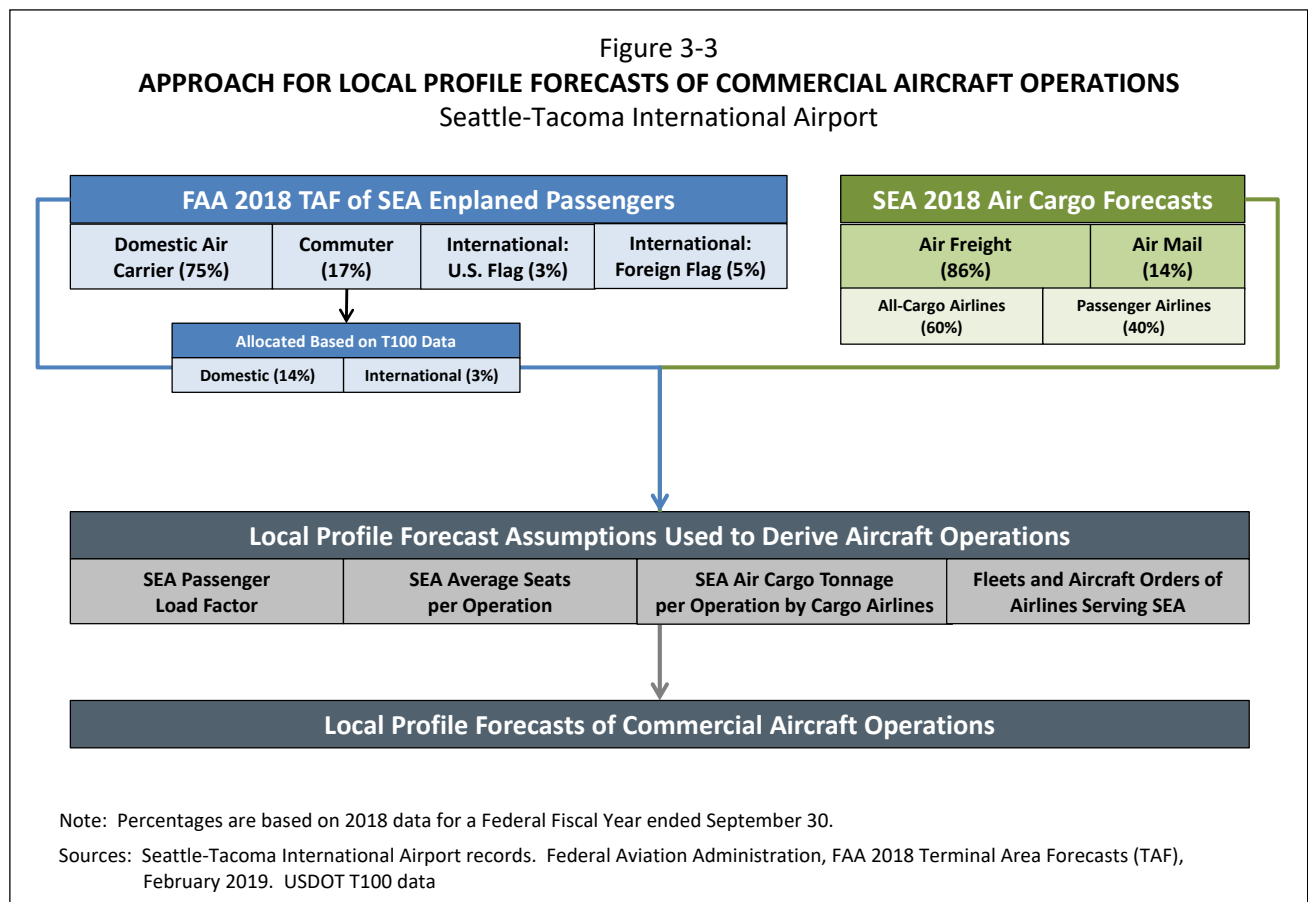 Figure 3-3
APPROACH FOR LOCAL PROFILE FORECASTS OF COMMERCIAL AIRCRAFT OPERATIONS
Seattle-Tacoma International Airport
FAA 2018 TAF of SEA Enplaned Passengers
Domestic Air
Carrier (75%)
Commuter
(17%)
International:
U.S. Flag (3%)
International:
Foreign Flag (5%)
Allocated Based on T100 Data
Domestic (14%)
International (3%)
SEA 2018 Air Cargo Forecasts
Air Freight
(86%)
Air Mail
(14%)
All-Cargo Airlines
(60%)
Passenger Airlines
(40%)
Local Profile Forecast Assumptions Used to Derive Aircraft Operations
SEA Passenger
Load Factor
SEA Average Seats
per Operation
SEA Air Cargo Tonnage
per Operation by Cargo Airlines
Fleets and Aircraft Orders of
Airlines Serving SEA
Local Profile Forecasts of Commercial Aircraft Operations
Note: Percentages are based on 2018 data for a Federal Fiscal Year ended September 30.
Sources: Seattle-Tacoma International Airport records. Federal Aviation Administration, FAA 2018 Terminal Area Forecasts (TAF),
February 2019. USDOT T100 data